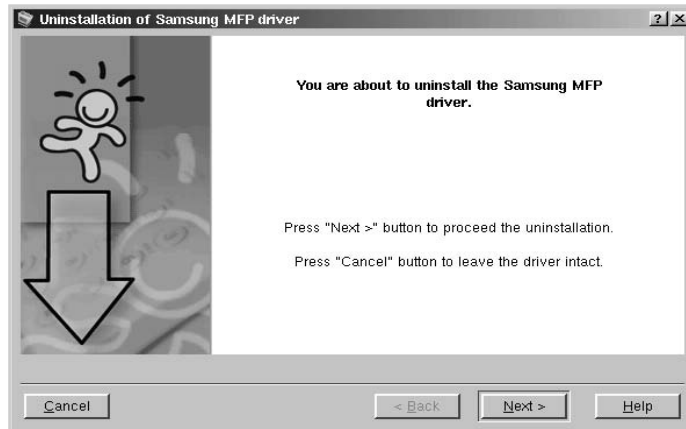 Uninstallation of Samsung MFP driver
You are about to uninstall the Samsung MFP
driver.
Press "Next >" button to proceed the uninstallation.
Press "Cancel" button to leave the driver intact.
Cancel
< Back
Next >
Help